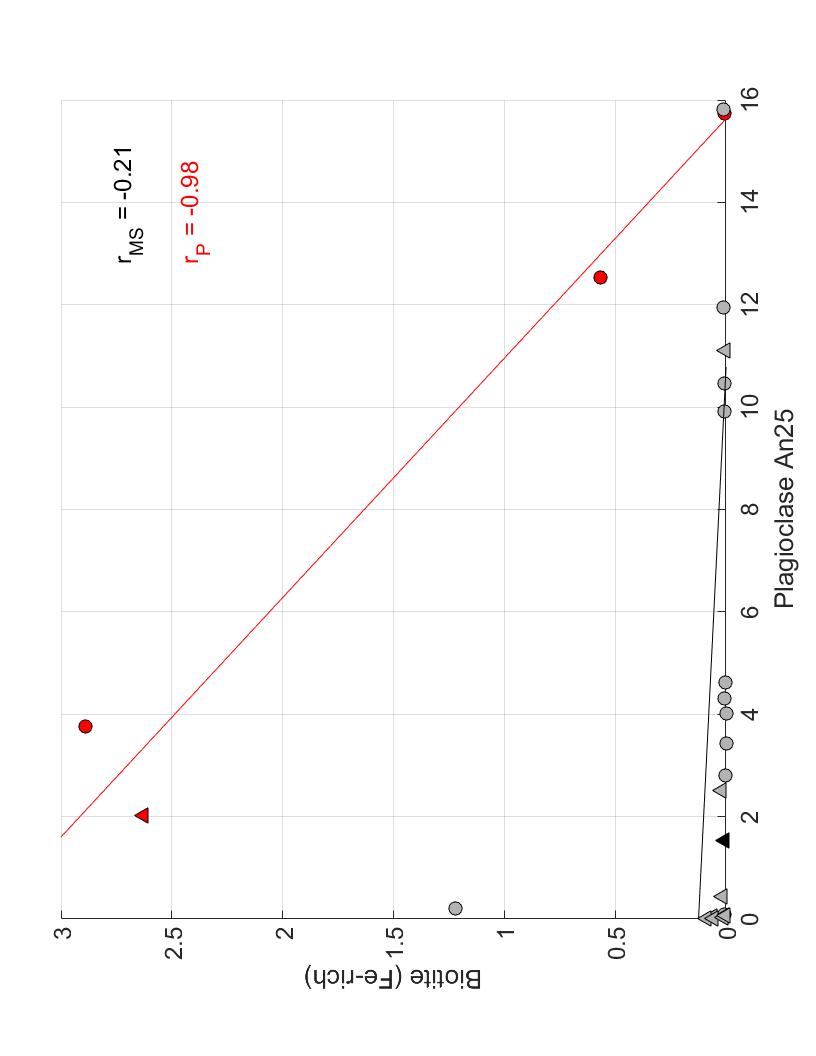 3
2.5
2
1.5
1
0.5
0
0 2 4 6 8 10 12 14 16
Biotite (Fe-rich)
Plagioclase An25
r_MS = -0.21
r_P = -0.98